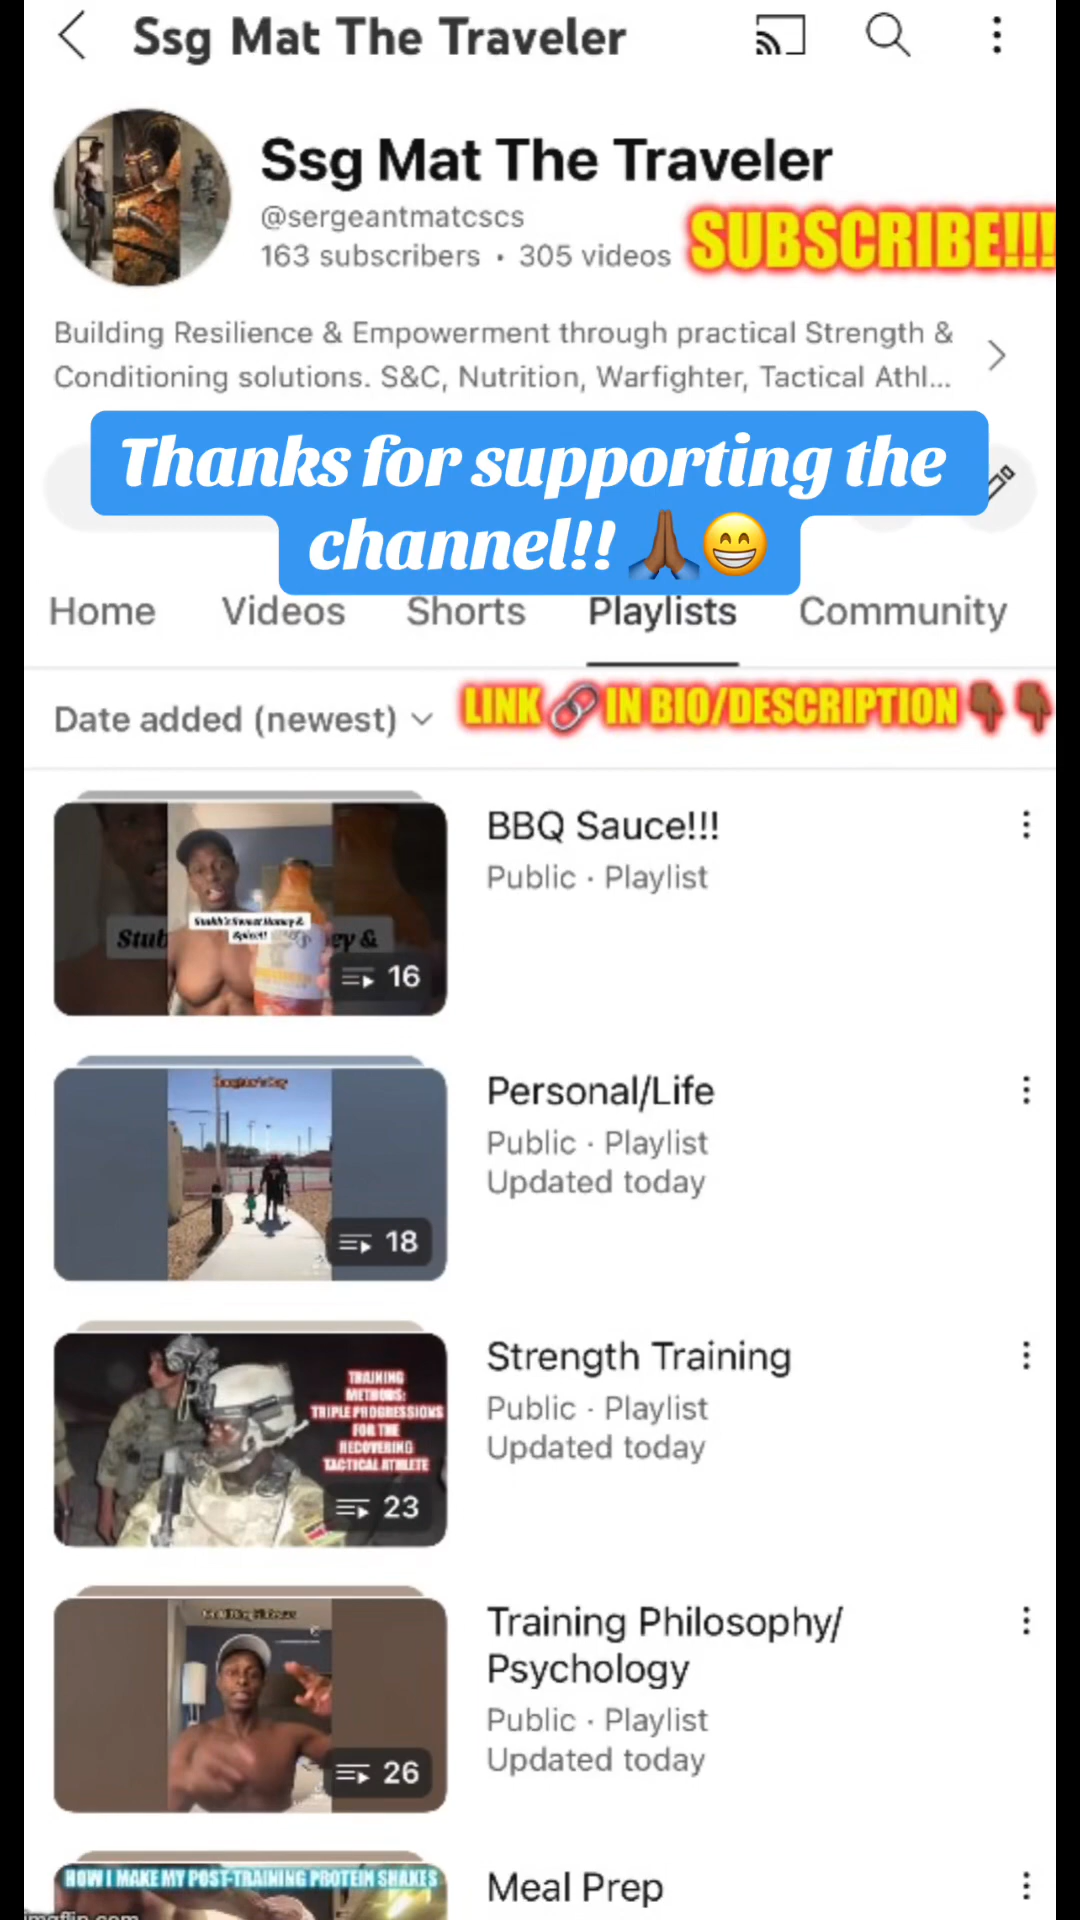 Ssg Mat The Traveler
Ssg Mat The Traveler
@sergeantmatcscs
163 subscribers • 305 videos
SUBSCRIBE!!!
Building Resilience & Empowerment through practical Strength &
Conditioning solutions. S&C, Nutrition, Warfighter, Tactical Athl...
Thanks for supporting the
channel!! 🙏🏾😁
Home Videos Shorts Playlists Community
Date added (newest)
LINK 🔗 IN BIO/DESCRIPTION 👇🏾👇🏾
BBQ Sauce!!!
Public · Playlist
16
Personal/Life
Public · Playlist
Updated today
18
TRAINING
METHODS:
TRIPLE PROGRESSIONS
FOR THE
RECOVERING
TACTICAL ATHLETE
23
Strength Training
Public · Playlist
Updated today
26
Training Philosophy/
Psychology
Public · Playlist
Updated today
HOW I MAKE MY POST-TRAINING PROTEIN SHAKES
Meal Prep
imgflip.com